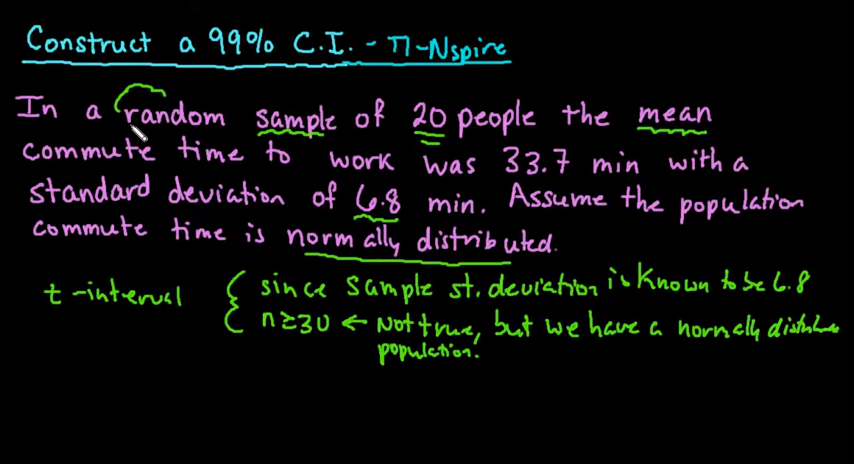 Construct a 99% C.I. - TI-Nspire
In a random sample of 20 people the mean
commute time to work was 33.7 min with a
standard deviation of 6.8 min. Assume the population
commute time is normally distributed.
t-interval { since sample st. deviation is known to be 6.8
n≥30 ← Not true, but we have a normally distributed
population.